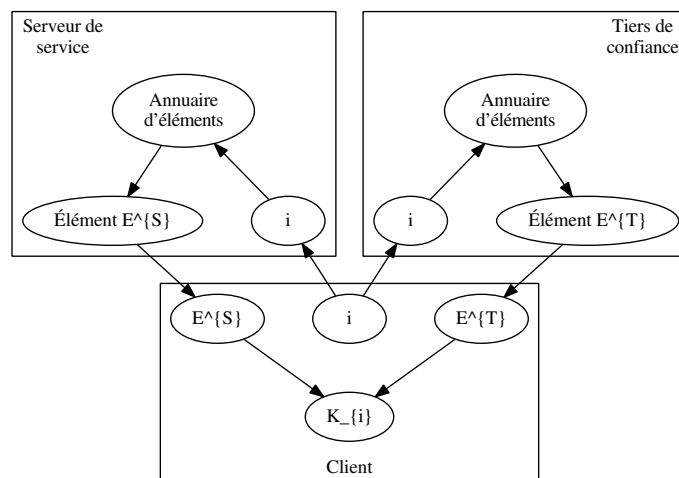 Serveur de
service
Annuaire
d'éléments
Élément E^{S}
i
Tiers de
confiance
Annuaire
d'éléments
i
Élément E^{T}
E^{S}
i
E^{T}
K_{i}
Client